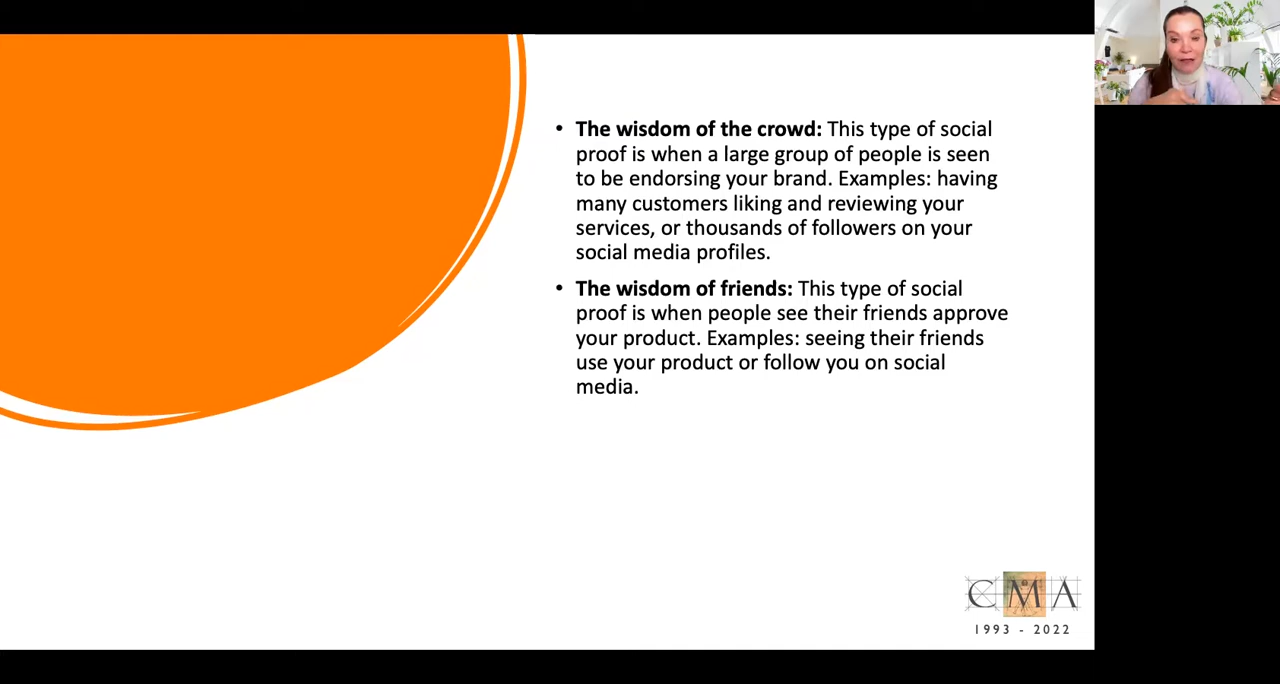 • The wisdom of the crowd: This type of social
proof is when a large group of people is seen
to be endorsing your brand. Examples: having
many customers liking and reviewing your
services, or thousands of followers on your
social media profiles.
• The wisdom of friends: This type of social
proof is when people see their friends approve
your product. Examples: seeing their friends
use your product or follow you on social
media.
CMA
1993 - 2022